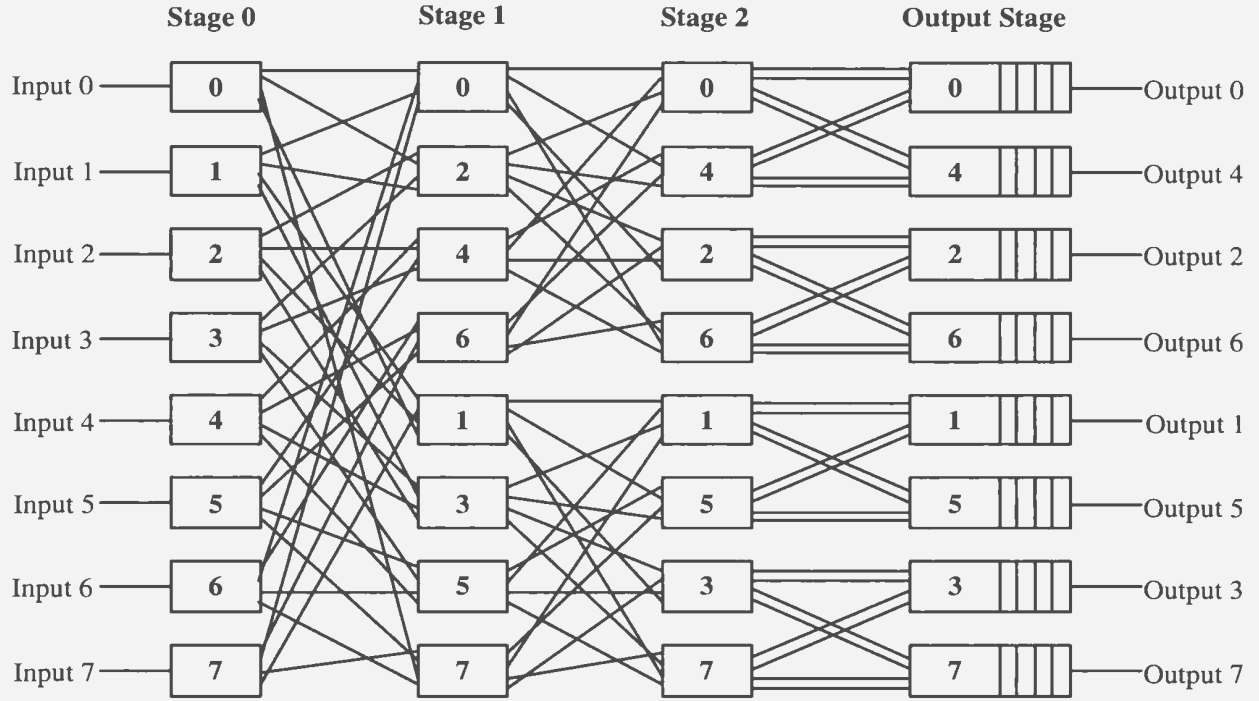 Stage 0 Stage 1 Stage 2 Output Stage
Input 0 0 0 0 0 Output 0
Input 1 1 2 4 4 Output 4
Input 2 2 4 2 2 Output 2
Input 3 3 6 6 6 Output 6
Input 4 4 1 1 1 Output 1
Input 5 5 3 5 5 Output 5
Input 6 6 5 3 3 Output 3
Input 7 7 7 7 7 Output 7